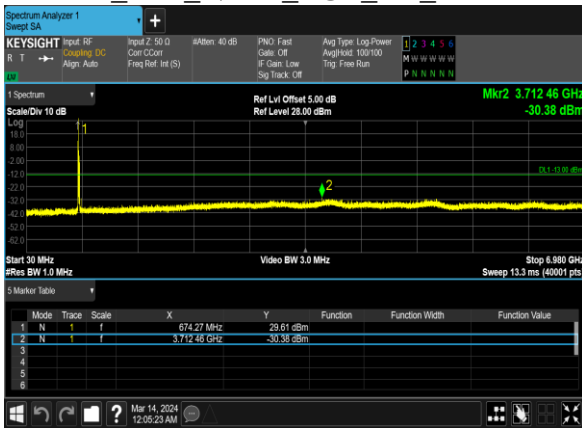 Spectrum Analyzer 1
Swept SA
+
KEYSIGHT Input: RF Input Z: 50 Ω #Atten: 40 dB PNO: Fast Avg Type: Log-Power 1 2 3 4 5 6
R T Coupling: DC Corr CCorr Gate: Off Avg|Hold: 100/100 M W W W W W
Align: Auto Freq Ref: Int (S) IF Gain: Low Trig: Free Run
Sig Track: Off P N N N N N
LV
1 Spectrum Ref Lvl Offset 5.00 dB Mkr2 3.712 46 GHz
Scale/Div 10 dB Ref Level 28.00 dBm -30.38 dBm
Log
18.0 1
8.00
-2.00
DL1 -13.00 dBm
-12.0
-22.0 2
-32.0
-42.0
-52.0
-62.0
Start 30 MHz Video BW 3.0 MHz Stop 6.980 GHz
#Res BW 1.0 MHz Sweep 13.3 ms (40001 pts)
5 Marker Table
Mode Trace Scale X Y Function Function Width Function Value
1 N 1 f 674.27 MHz 29.61 dBm
2 N 1 f 3.712 46 GHz -30.38 dBm
3
4
5
6
? Mar 14, 2024
12:05:23 AM